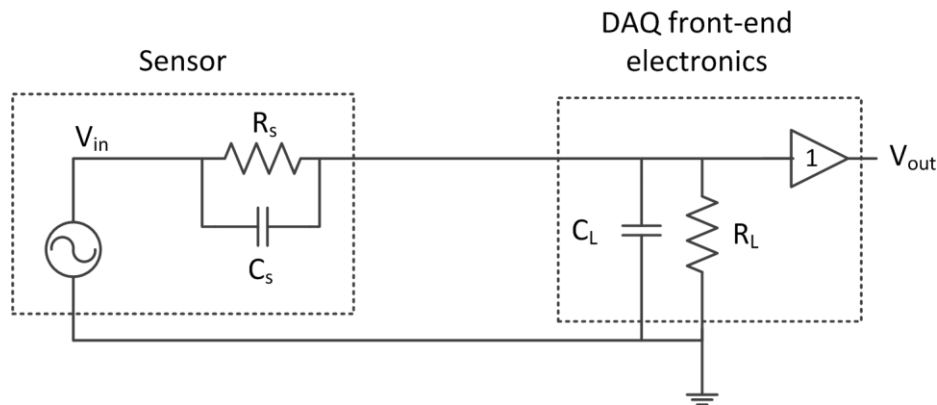 DAQ front-end
electronics
Sensor
V_in
R_s
C_s
C_L
R_L
1
V_out